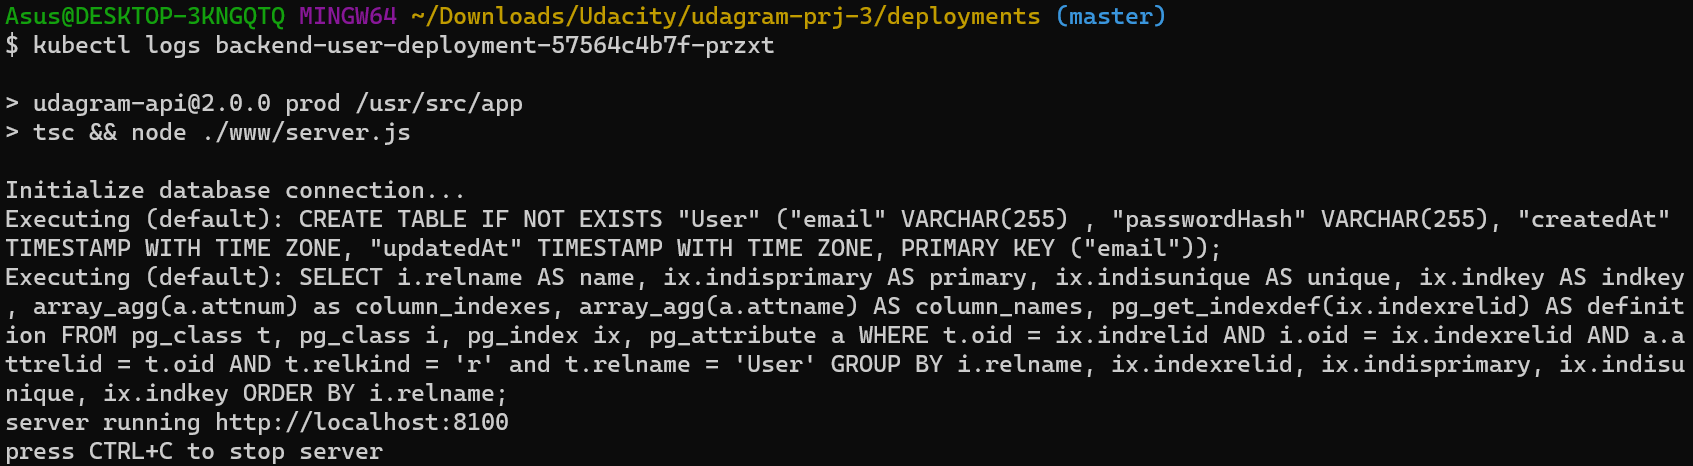 Asus@DESKTOP-3KNGQTQ MINGW64 ~/Downloads/Udacity/udagram-prj-3/deployments (master)
$ kubectl logs backend-user-deployment-57564c4b7f-przxt
> udagram-api@2.0.0 prod /usr/src/app
> tsc && node ./www/server.js
Initialize database connection...
Executing (default): CREATE TABLE IF NOT EXISTS "User" ("email" VARCHAR(255) , "passwordHash" VARCHAR(255), "createdAt"
TIMESTAMP WITH TIME ZONE, "updatedAt" TIMESTAMP WITH TIME ZONE, PRIMARY KEY ("email"));
Executing (default): SELECT i.relname AS name, ix.indisprimary AS primary, ix.indisunique AS unique, ix.indkey AS indkey
, array_agg(a.attnum) as column_indexes, array_agg(a.attname) AS column_names, pg_get_indexdef(ix.indexrelid) AS definit
ion FROM pg_class t, pg_class i, pg_index ix, pg_attribute a WHERE t.oid = ix.indrelid AND i.oid = ix.indexrelid AND a.a
ttrelid = t.oid AND t.relkind = 'r' and t.relname = 'User' GROUP BY i.relname, ix.indexrelid, ix.indisprimary, ix.indisu
nique, ix.indkey ORDER BY i.relname;
server running http://localhost:8100
press CTRL+C to stop server